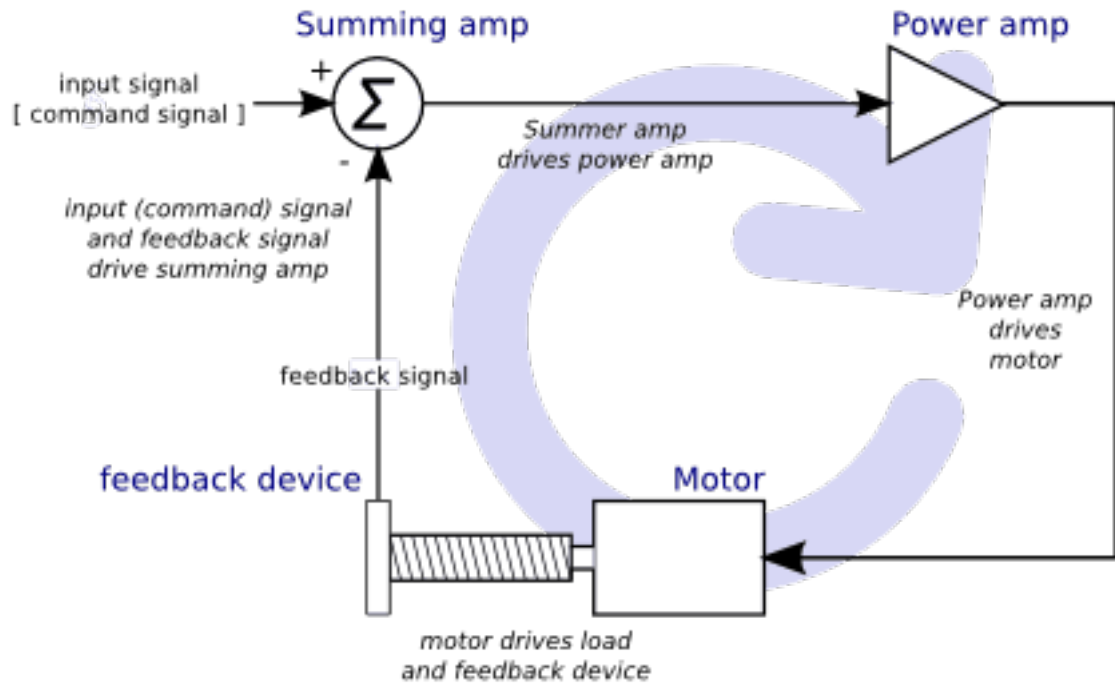 Summing amp
Power amp
input signal
[ command signal ]
+
Σ
-
Summer amp
drives power amp
input (command) signal
and feedback signal
drive summing amp
Power amp
drives
motor
feedback signal
feedback device
Motor
motor drives load
and feedback device